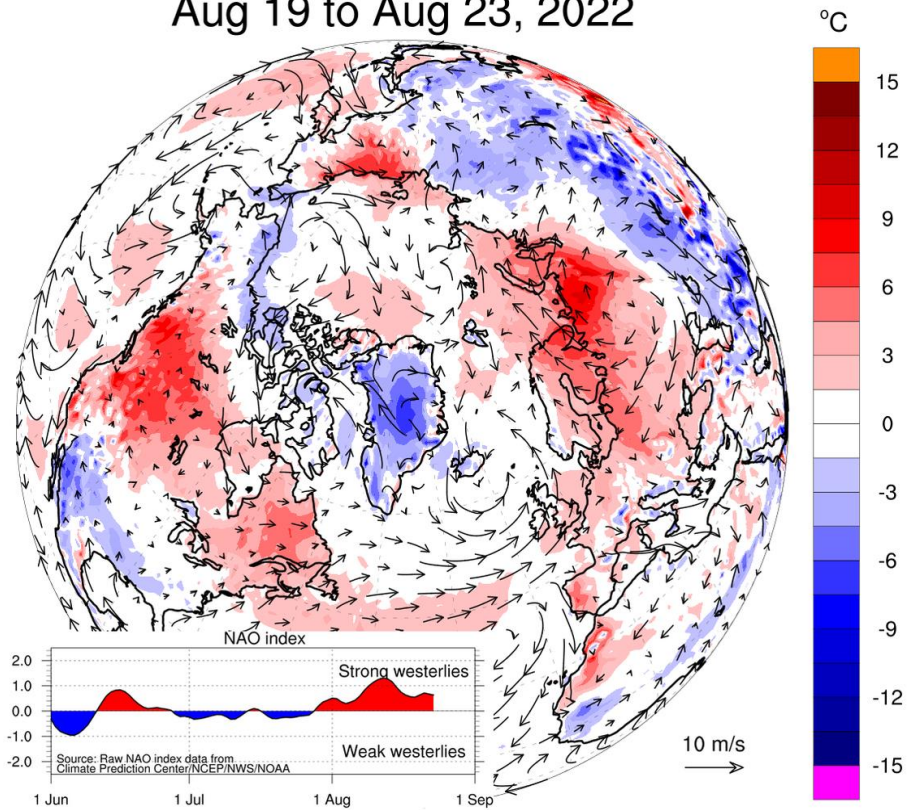 Aug 19 to Aug 23, 2022
°C
15
12
9
6
3
0
-3
-6
-9
-12
-15
10 m/s
NAO index
2.0
1.0
0.0
-1.0
-2.0
Strong westerlies
Weak westerlies
Source: Raw NAO index data from
Climate Prediction Center/NCEP/NWS/NOAA
1 Jun
1 Jul
1 Aug
1 Sep